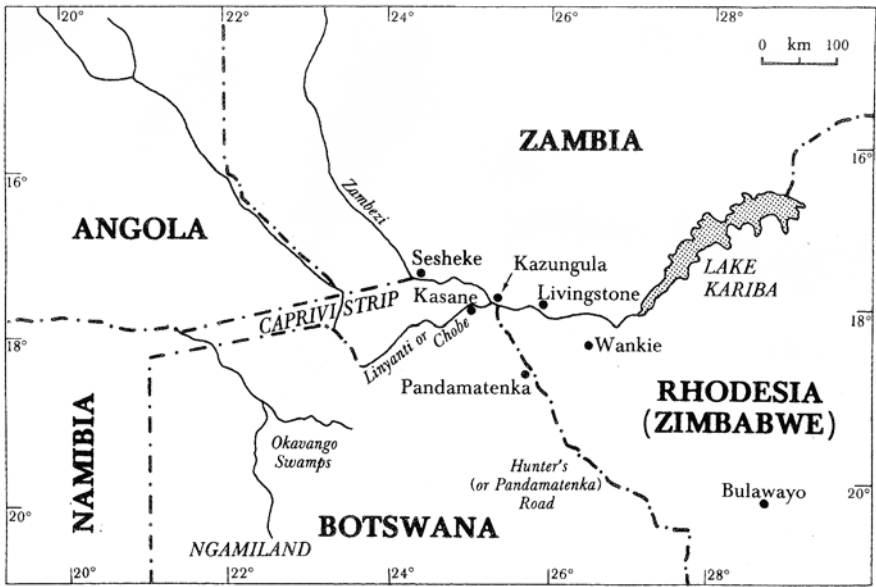 20° 22° 24° 26° 28°
0 km 100
ZAMBIA
16° 16°
Zambezi
ANGOLA
Sesheke
Kazungula
LAKE
KARIBA
Kasane
Livingstone
CAPRIVI STRIP
18° 18°
Linyanti or
Chobe
Wankie
Pandamatenka
RHODESIA
(ZIMBABWE)
NAMIBIA
Okavango
Swamps
Hunter's
(or Pandamatenka)
Road
Bulawayo
20° 20°
BOTSWANA
NGAMILAND
20° 22° 24° 26° 28°